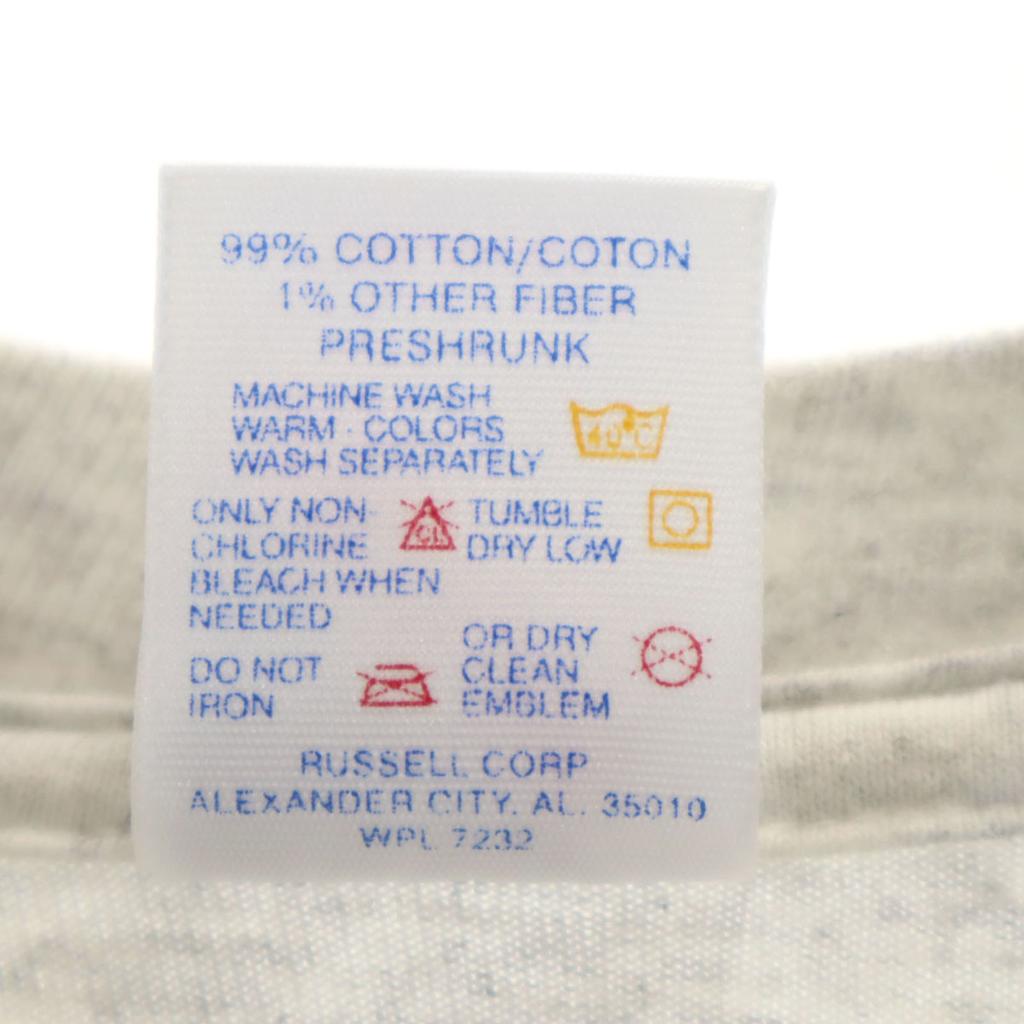 99% COTTON/COTON
1% OTHER FIBER
PRESHRUNK
MACHINE WASH
WARM - COLORS
WASH SEPARATELY
40°C
ONLY NON-
CHLORINE
BLEACH WHEN
NEEDED
CL
TUMBLE
DRY LOW
DO NOT
IRON
OR DRY
CLEAN
EMBLEM
RUSSELL CORP
ALEXANDER CITY, AL. 35010
WPL 7232